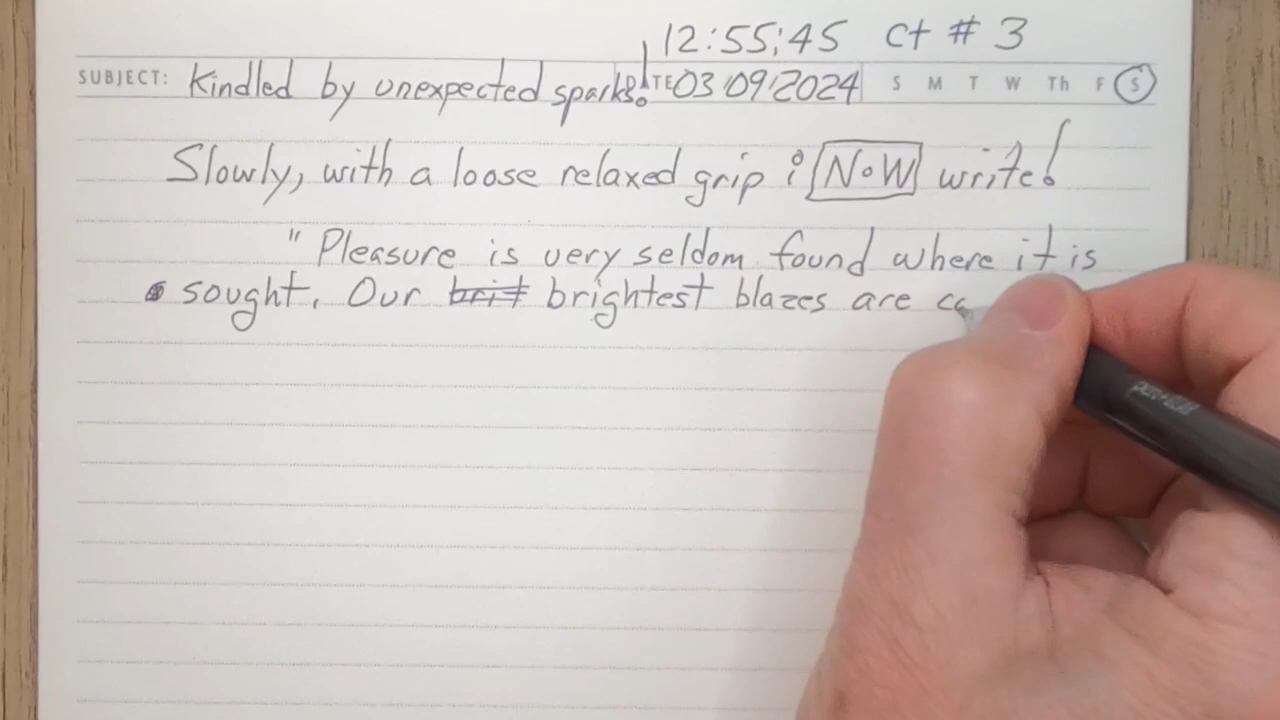 12:55:45 ct # 3
SUBJECT: Kindled by unexpected sparks! DATE 03/09/2024 S M T W Th F S
Slowly, with a loose relaxed grip : NoW write!
"Pleasure is very seldom found where it is
sought. Our brit brightest blazes are